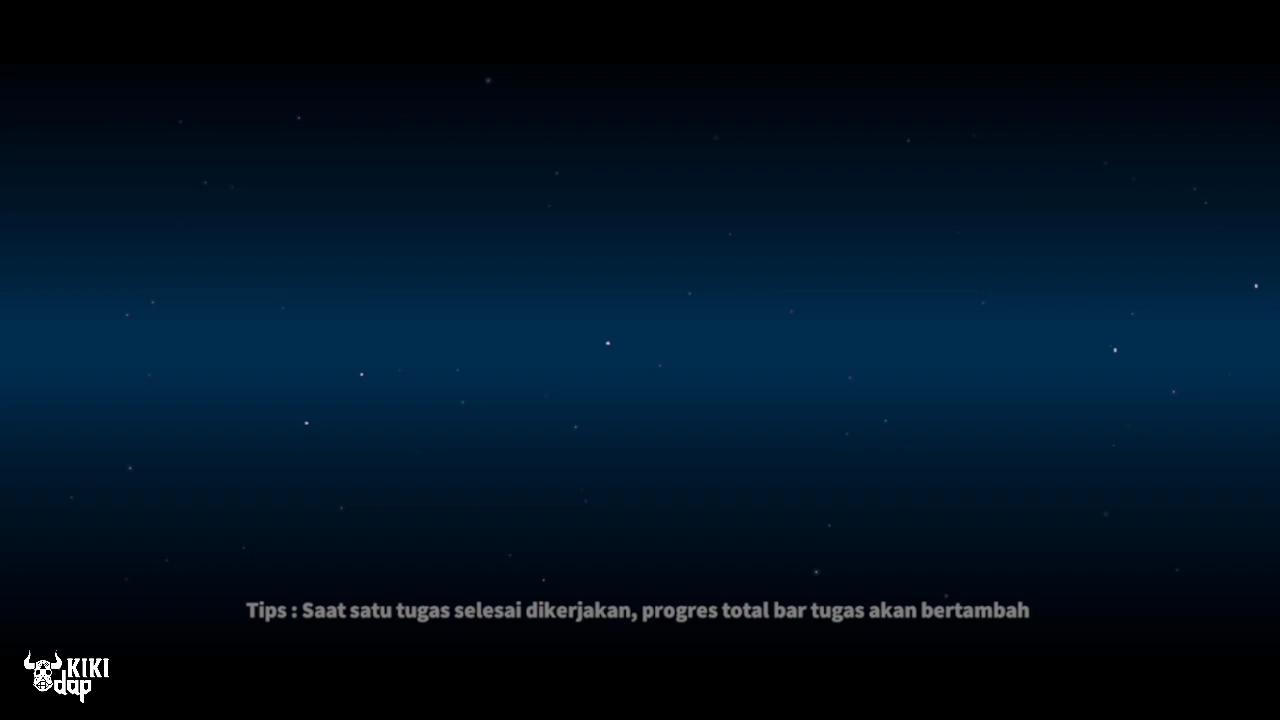 Tips : Saat satu tugas selesai dikerjakan, progres total bar tugas akan bertambah
KIKI
dap